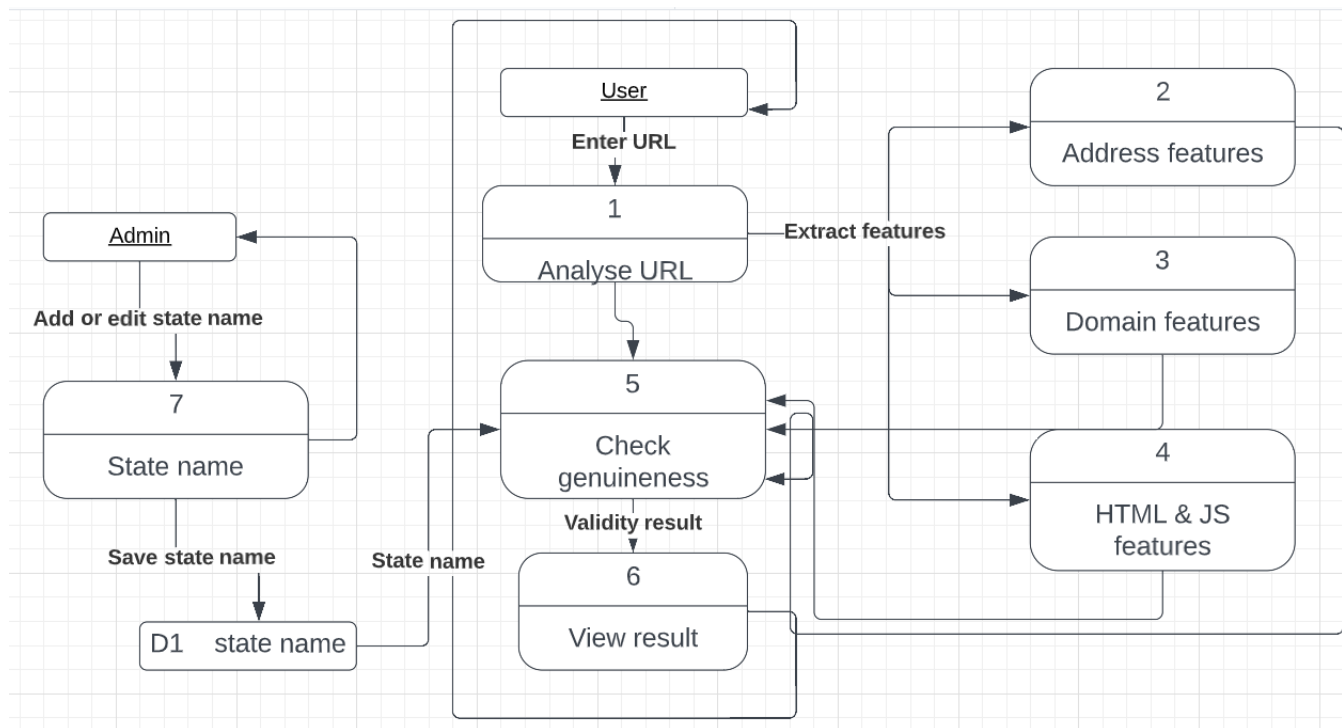 User
Enter URL
1
Analyse URL
Extract features
2
Address features
3
Domain features
4
HTML & JS
features
Admin
Add or edit state name
7
State name
Save state name
D1 state name
State name
5
Check
genuineness
Validity result
6
View result